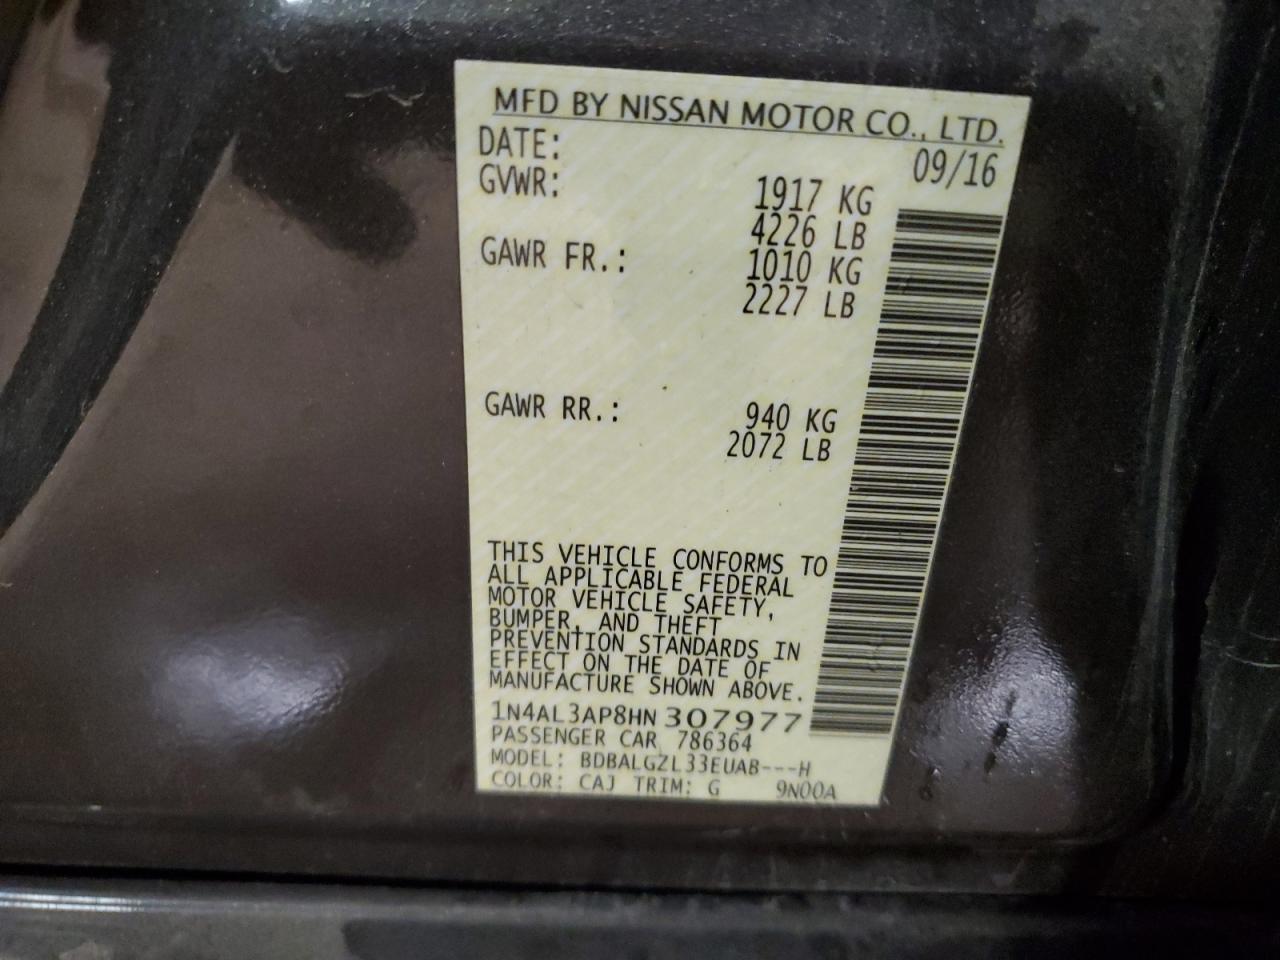 MFD BY NISSAN MOTOR CO., LTD.
DATE: 09/16
GVWR: 1917 KG
4226 LB
GAWR FR.: 1010 KG
2227 LB
GAWR RR.: 940 KG
2072 LB
THIS VEHICLE CONFORMS TO
ALL APPLICABLE FEDERAL
MOTOR VEHICLE SAFETY,
BUMPER, AND THEFT
PREVENTION STANDARDS IN
EFFECT ON THE DATE OF
MANUFACTURE SHOWN ABOVE.
1N4AL3AP8HN307977
PASSENGER CAR 786364
MODEL: BDBALGZL33EUAB---H
COLOR: CAJ TRIM: G 9N00A